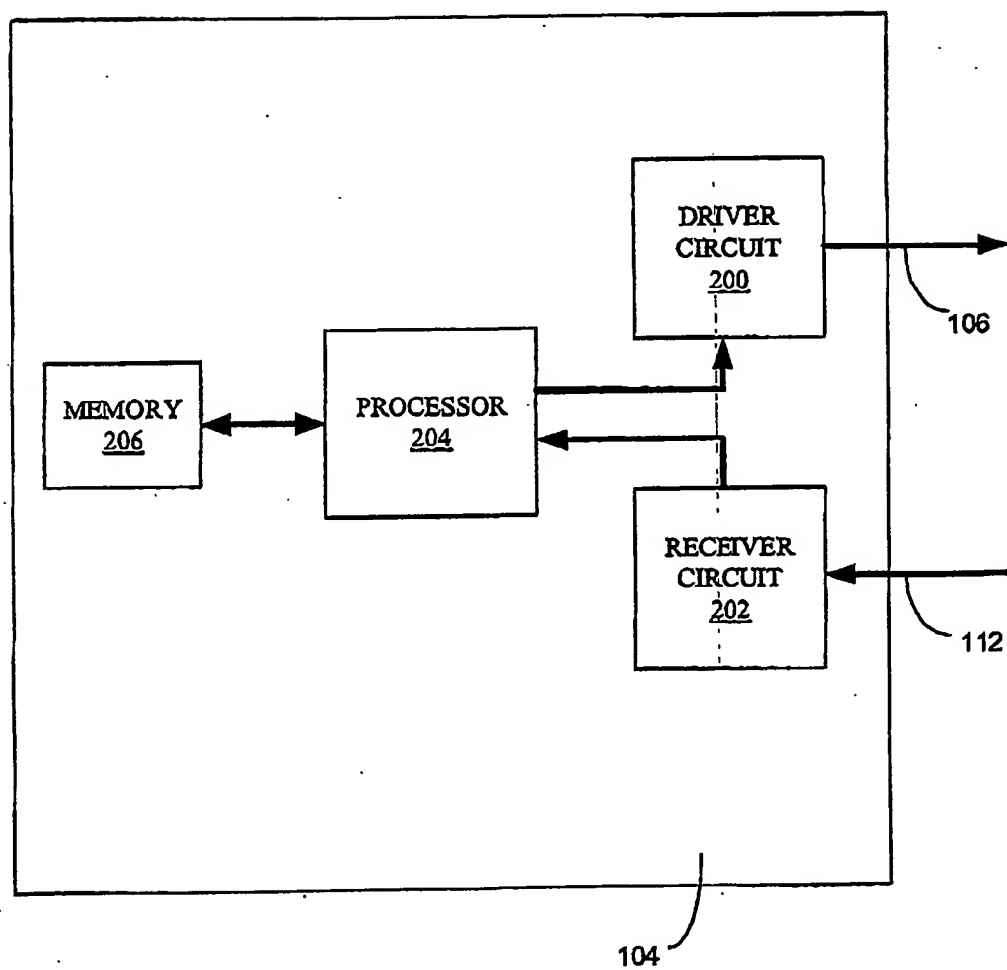 DRIVER
CIRCUIT
200
106
MEMORY
206
PROCESSOR
204
RECEIVER
CIRCUIT
202
112
104